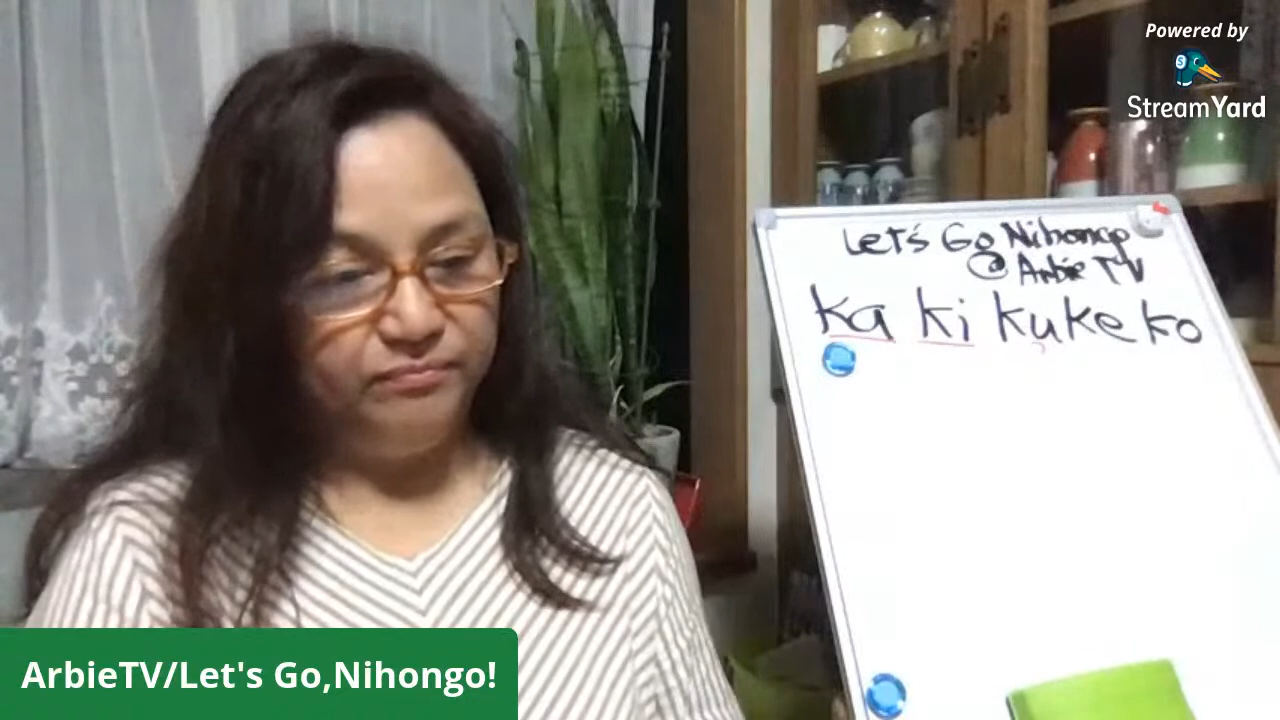 Powered by
StreamYard
Let's Go Nihongo
@ Arbie TV
ka ki ku ke ko
ArbieTV/Let's Go,Nihongo!